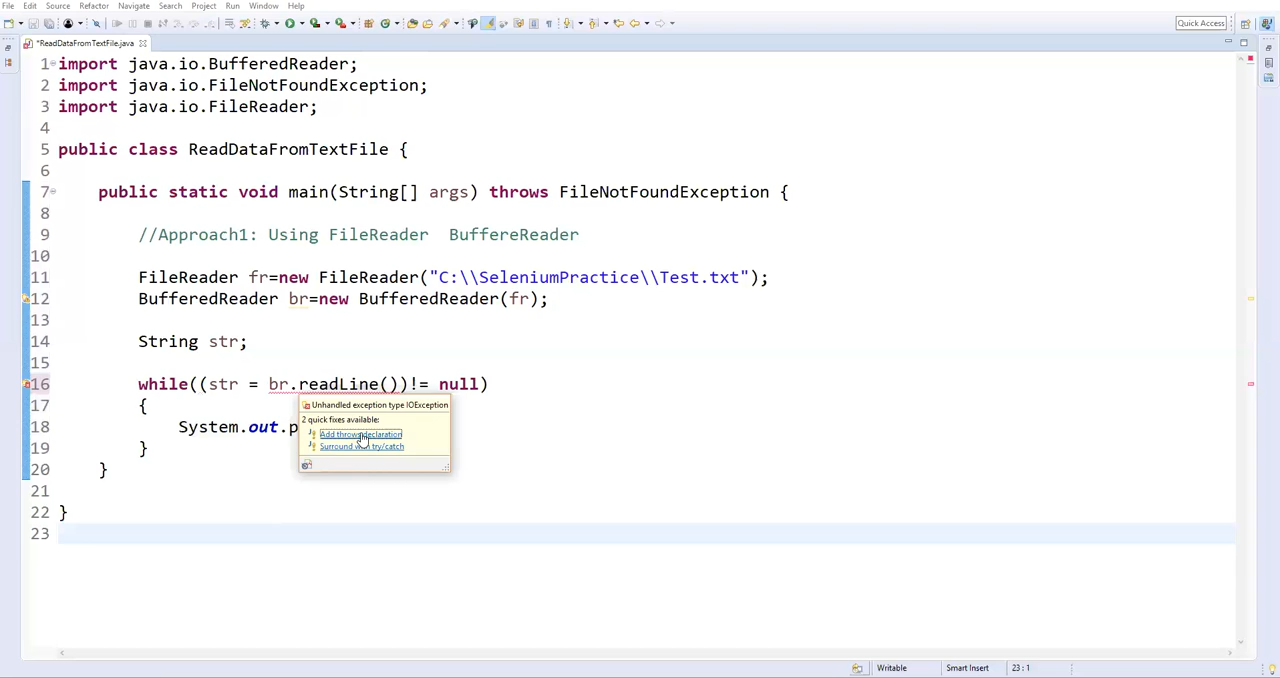 File Edit Source Refactor Navigate Search Project Run Window Help
Quick Access
*ReadDataFromTextFile.java
1 import java.io.BufferedReader;
2 import java.io.FileNotFoundException;
3 import java.io.FileReader;
4
5 public class ReadDataFromTextFile {
6
7 public static void main(String[] args) throws FileNotFoundException {
8
9 //Approach1: Using FileReader BuffereReader
10
11 FileReader fr=new FileReader("C:\\SeleniumPractice\\Test.txt");
12 BufferedReader br=new BufferedReader(fr);
13
14 String str;
15
16 while((str = br.readLine())!= null)
17 {
18 System.out.p
19 }
20 }
21
22 }
23
Unhandled exception type IOException
2 quick fixes available:
Add throws declaration
Surround with try/catch
Writable Smart Insert 23 : 1